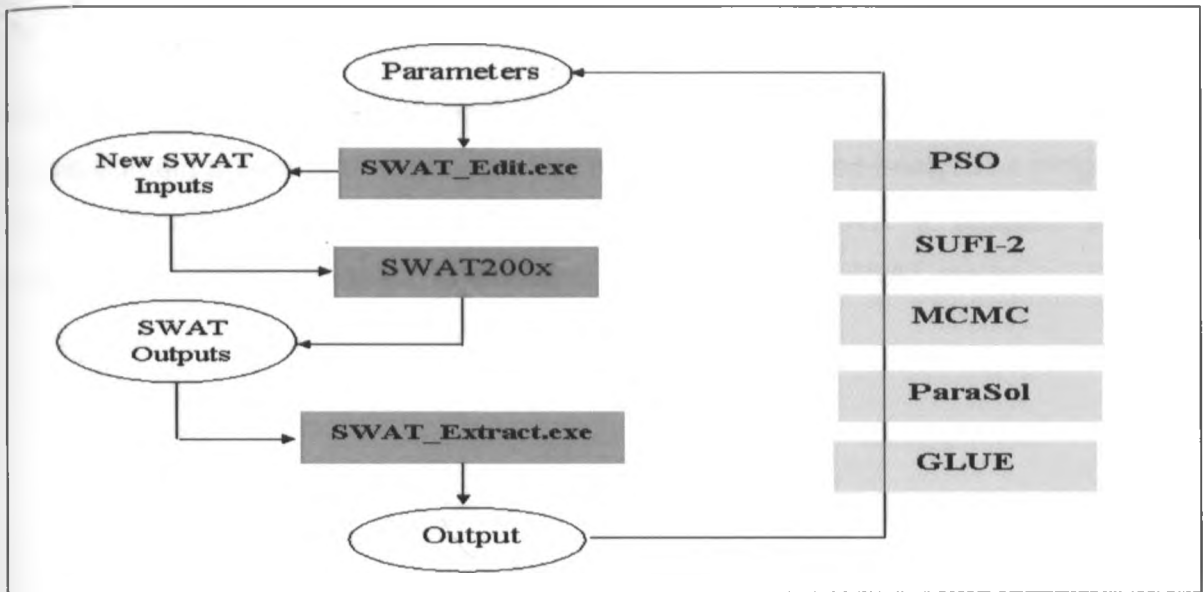 Parameters
SWAT_Edit.exe
New SWAT
Inputs
SWAT200x
SWAT
Outputs
SWAT_Extract.exe
Output
PSO
SUFI-2
MCMC
ParaSol
GLUE